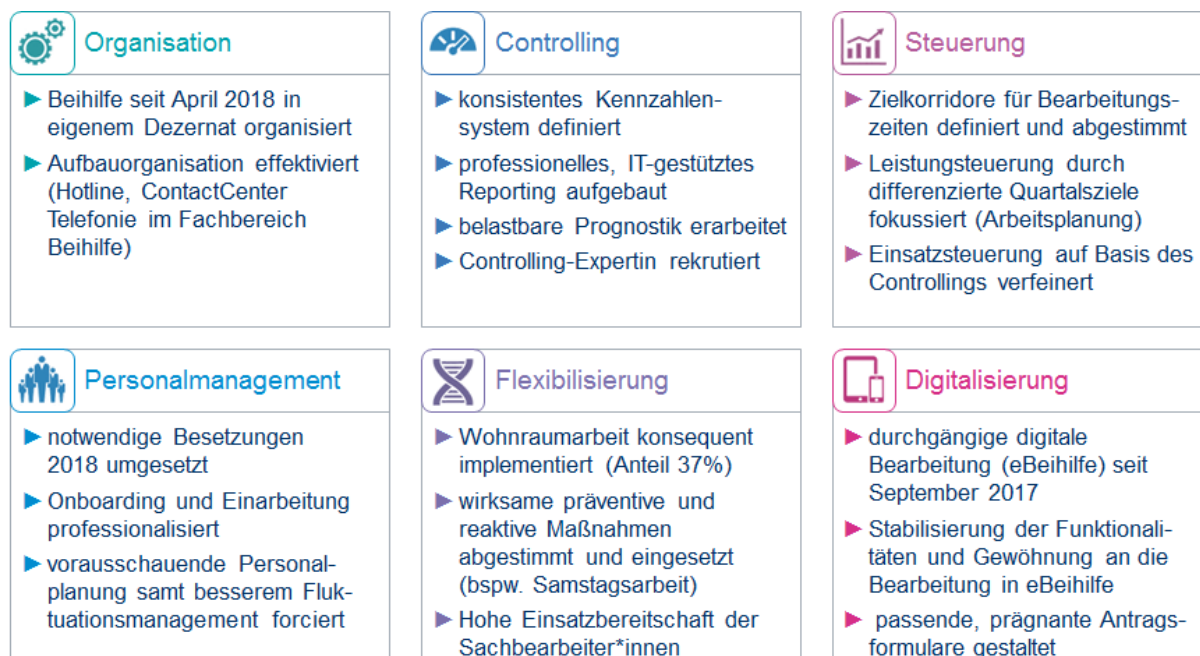 Organisation
Beihilfe seit April 2018 in
eigenem Dezernat organisiert
Aufbauorganisation effektiviert
(Hotline, ContactCenter
Telefonie im Fachbereich
Beihilfe)
Controlling
konsistentes Kennzahlen-
system definiert
professionelles, IT-gestütztes
Reporting aufgebaut
belastbare Prognostik erarbeitet
Controlling-Expertin rekrutiert
Steuerung
Zielkorridore für Bearbeitungs-
zeiten definiert und abgestimmt
Leistungsteuerung durch
differenzierte Quartalsziele
fokussiert (Arbeitsplanung)
Einsatzsteuerung auf Basis des
Controllings verfeinert
Personalmanagement
notwendige Besetzungen
2018 umgesetzt
Onboarding und Einarbeitung
professionalisiert
vorausschauende Personal-
planung samt besserem Fluk-
tuationsmanagement forciert
Flexibilisierung
Wohnraumarbeit konsequent
implementiert (Anteil 37%)
wirksame präventive und
reaktive Maßnahmen
abgestimmt und eingesetzt
(bspw. Samstagsarbeit)
Hohe Einsatzbereitschaft der
Sachbearbeiter*innen
Digitalisierung
durchgängige digitale
Bearbeitung (eBeihilfe) seit
September 2017
Stabilisierung der Funktionali-
täten und Gewöhnung an die
Bearbeitung in eBeihilfe
passende, prägnante Antrags-
formulare gestaltet